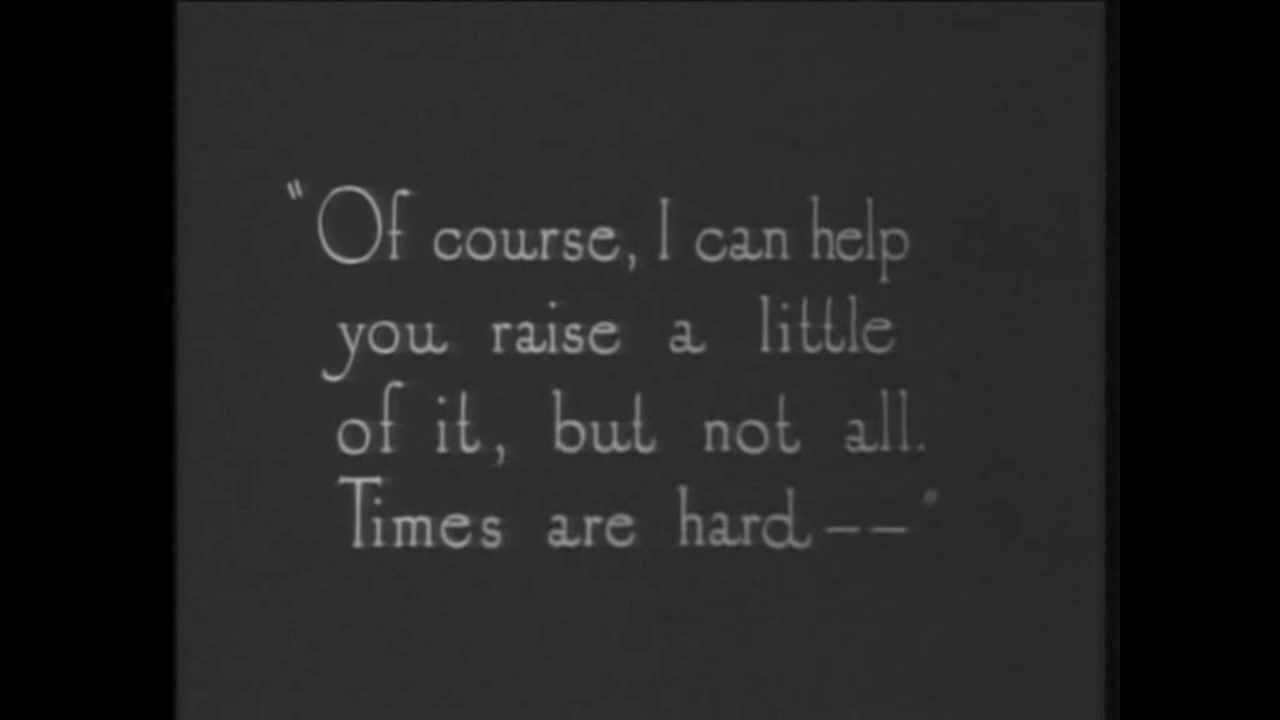 "Of course, I can help
you raise a little
of it, but not all.
Times are hard——"